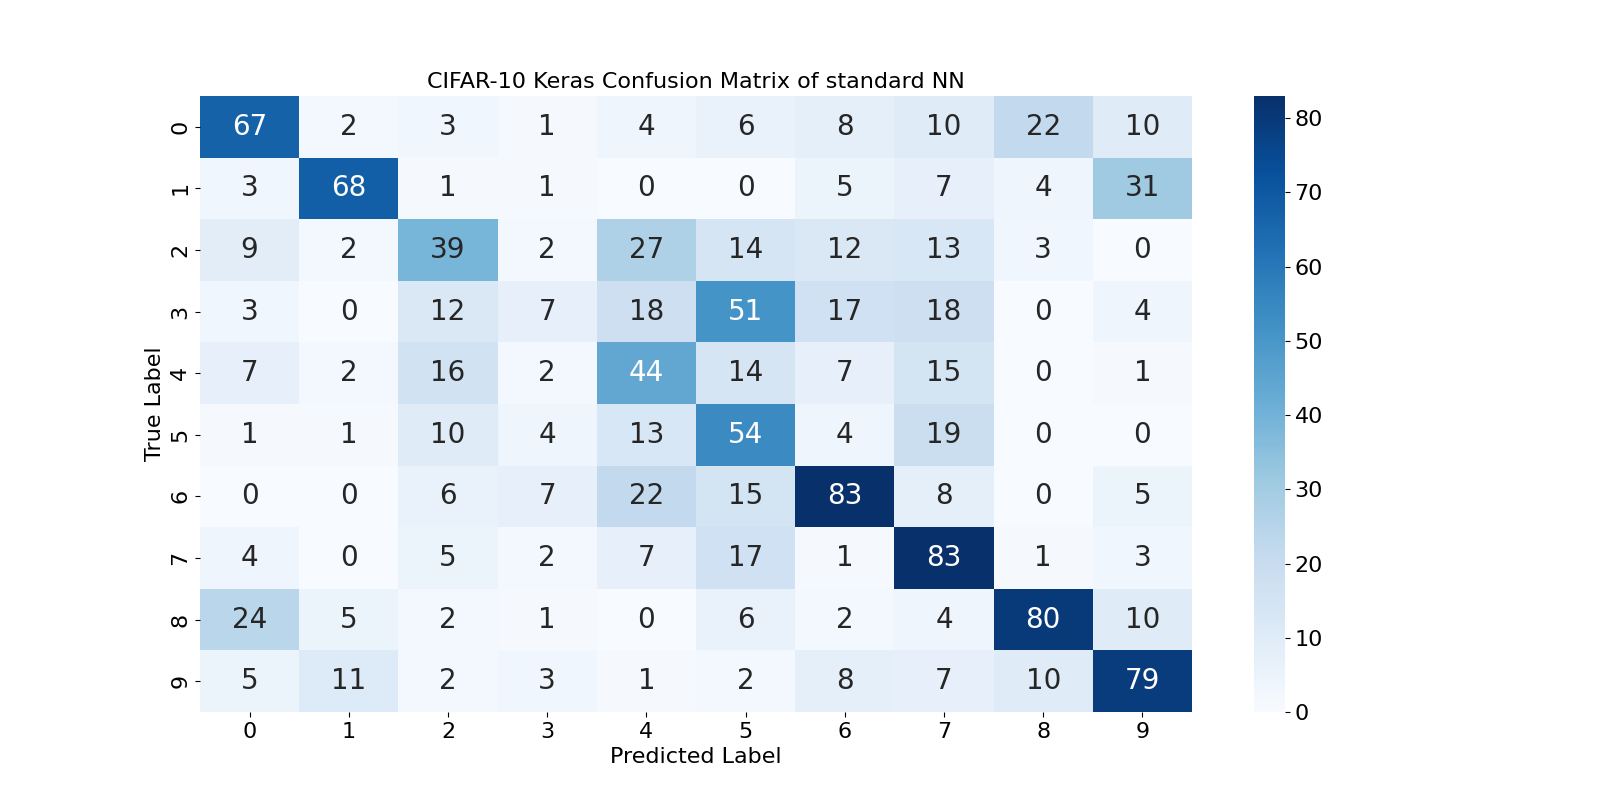 CIFAR-10 Keras Confusion Matrix of standard NN
0 67 2 3 1 4 6 8 10 22 10
1 3 68 1 1 0 0 5 7 4 31
2 9 2 39 2 27 14 12 13 3 0
3 3 0 12 7 18 51 17 18 0 4
4 7 2 16 2 44 14 7 15 0 1
5 1 1 10 4 13 54 4 19 0 0
6 0 0 6 7 22 15 83 8 0 5
7 4 0 5 2 7 17 1 83 1 3
8 24 5 2 1 0 6 2 4 80 10
9 5 11 2 3 1 2 8 7 10 79
0 1 2 3 4 5 6 7 8 9
Predicted Label
True Label
80
70
60
50
40
30
20
10
0